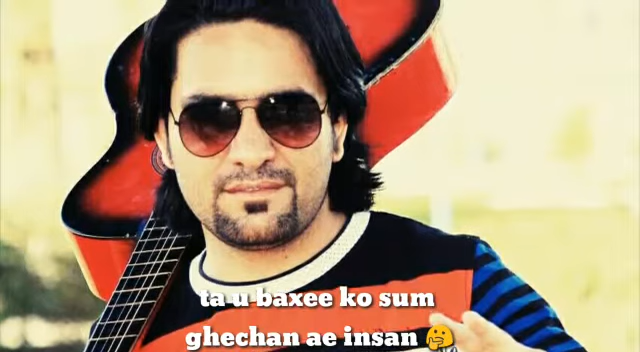 ta u baxee ko sum
ghechan ae insan 🤔